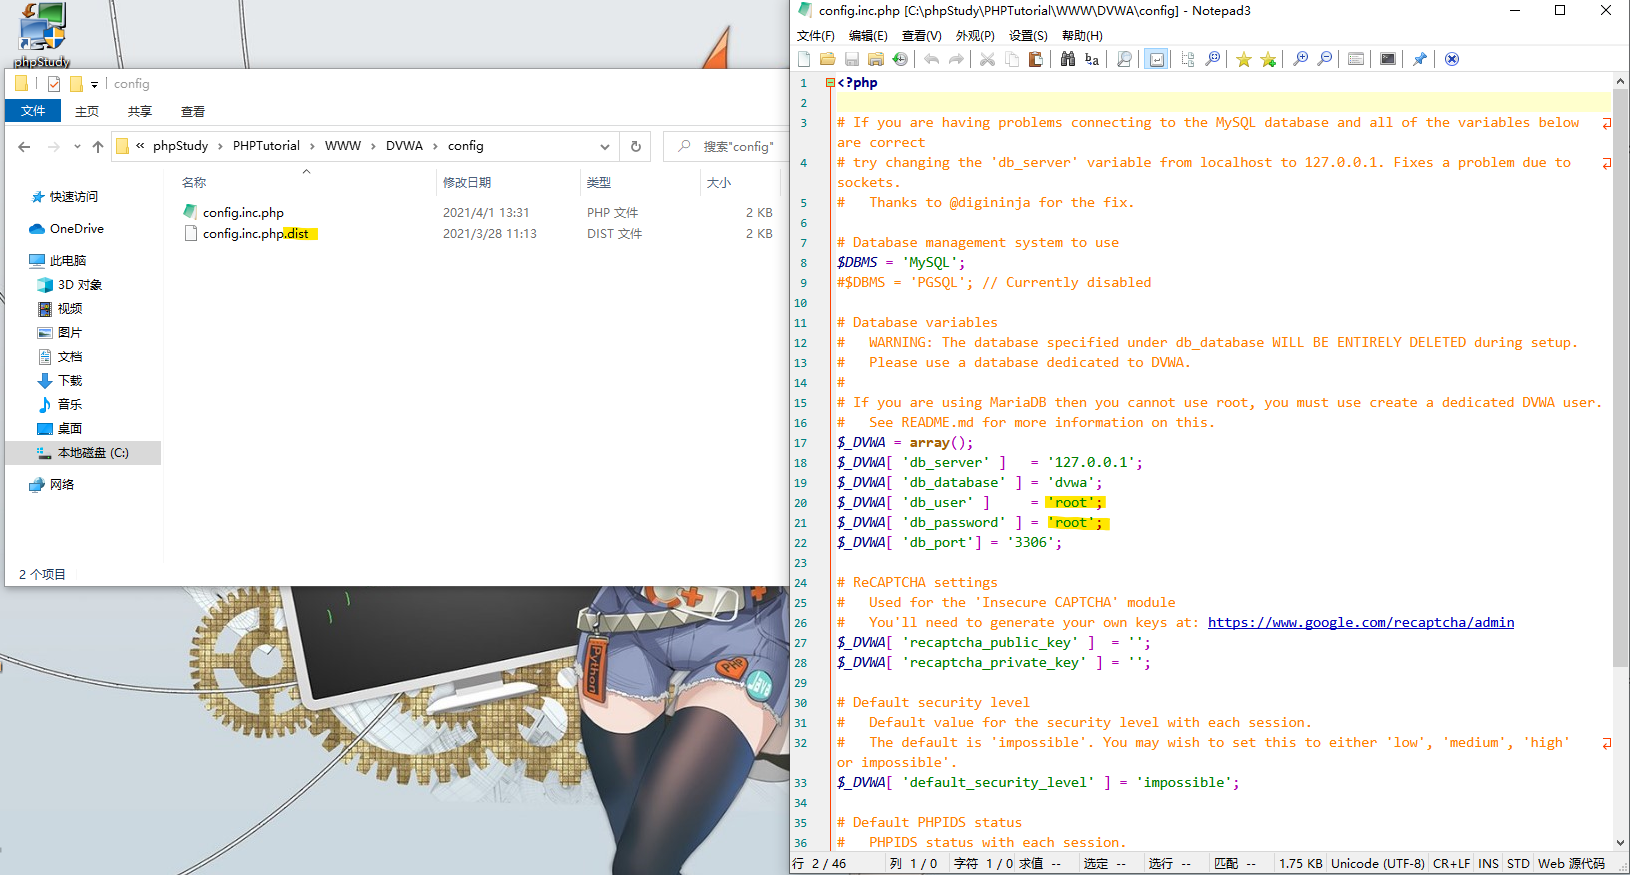 phpStudy
config
文件 主页 共享 查看
« phpStudy › PHPTutorial › WWW › DVWA › config
搜索"config"
名称 修改日期 类型 大小
config.inc.php 2021/4/1 13:31 PHP 文件 2 KB
config.inc.php.dist 2021/3/28 11:13 DIST 文件 2 KB
快速访问
OneDrive
此电脑
3D 对象
视频
图片
文档
下载
音乐
桌面
本地磁盘 (C:)
网络
2 个项目
Python
PHP
Java
config.inc.php [C:\phpStudy\PHPTutorial\WWW\DVWA\config] - Notepad3
文件(F) 编辑(E) 查看(V) 外观(P) 设置(S) 帮助(H)
1 <?php
2
3 # If you are having problems connecting to the MySQL database and all of the variables below
are correct
4 # try changing the 'db_server' variable from localhost to 127.0.0.1. Fixes a problem due to
sockets.
5 #   Thanks to @digininja for the fix.
6
7 # Database management system to use
8 $DBMS = 'MySQL';
9 #$DBMS = 'PGSQL'; // Currently disabled
10
11 # Database variables
12 #   WARNING: The database specified under db_database WILL BE ENTIRELY DELETED during setup.
13 #   Please use a database dedicated to DVWA.
14 #
15 # If you are using MariaDB then you cannot use root, you must use create a dedicated DVWA user.
16 #   See README.md for more information on this.
17 $_DVWA = array();
18 $_DVWA[ 'db_server' ]   = '127.0.0.1';
19 $_DVWA[ 'db_database' ] = 'dvwa';
20 $_DVWA[ 'db_user' ]     = 'root';
21 $_DVWA[ 'db_password' ] = 'root';
22 $_DVWA[ 'db_port'] = '3306';
23
24 # ReCAPTCHA settings
25 #   Used for the 'Insecure CAPTCHA' module
26 #   You'll need to generate your own keys at: https://www.google.com/recaptcha/admin
27 $_DVWA[ 'recaptcha_public_key' ]  = '';
28 $_DVWA[ 'recaptcha_private_key' ] = '';
29
30 # Default security level
31 #   Default value for the security level with each session.
32 #   The default is 'impossible'. You may wish to set this to either 'low', 'medium', 'high'
or impossible'.
33 $_DVWA[ 'default_security_level' ] = 'impossible';
34
35 # Default PHPIDS status
36 #   PHPIDS status with each session.
行 2 / 46 列 1 / 0 字符 1 / 0 求值 -- 选定 -- 选行 -- 匹配 -- 1.75 KB Unicode (UTF-8) CR+LF INS STD Web 源代码